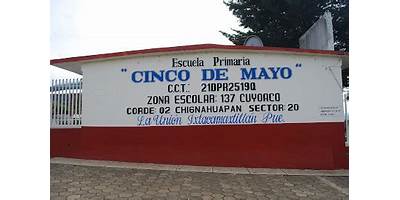 Escuela Primaria
"CINCO DE MAYO"
C.C.T.: 21DPR2519Q
ZONA ESCOLAR: 137 CUYOACO
CORDE: 02 CHIGNAHUAPAN SECTOR: 20
La Unión Ixtacamaxtitlán Pue.